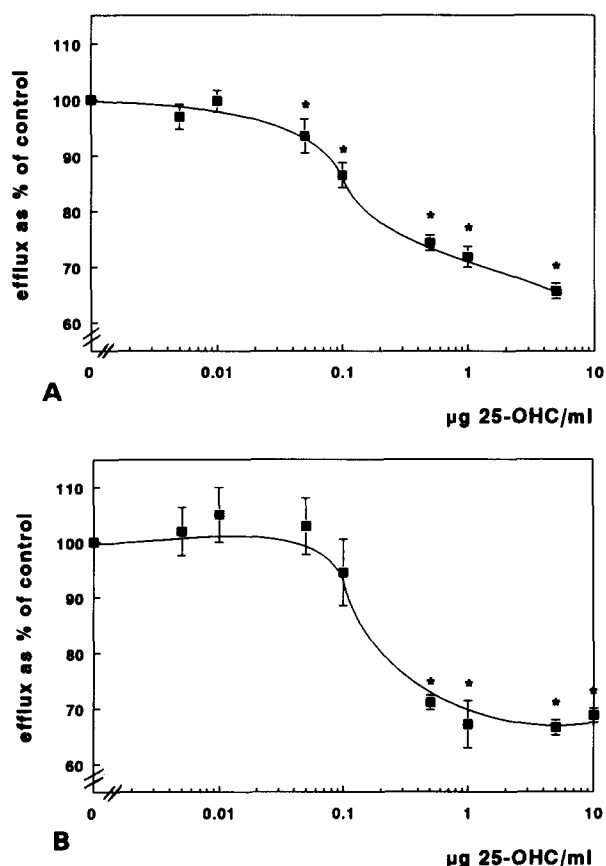 110
100
90
80
70
60
efflux as % of control
* * * * *
0 0.01 0.1 1 10
A
µg 25-OHC/ml
110
100
90
80
70
60
efflux as % of control
* * * *
0 0.01 0.1 1 10
B
µg 25-OHC/ml